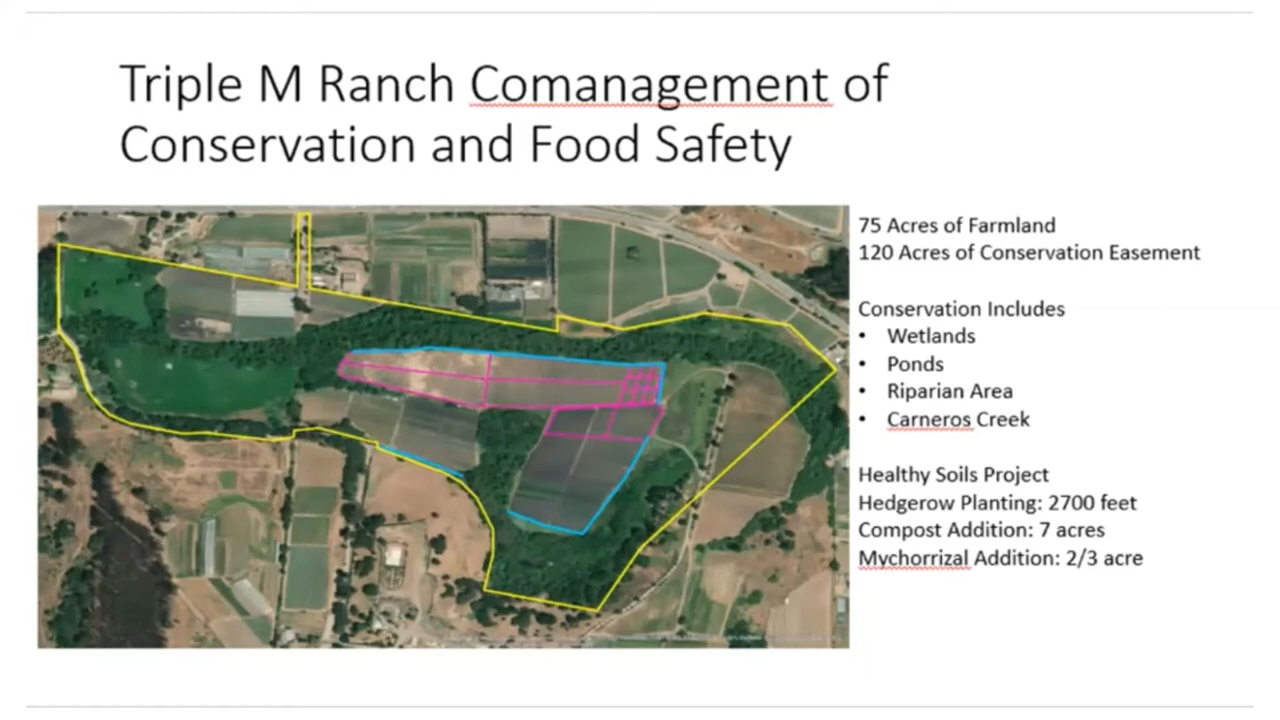 Triple M Ranch Comanagement of
Conservation and Food Safety
75 Acres of Farmland
120 Acres of Conservation Easement
Conservation Includes
• Wetlands
• Ponds
• Riparian Area
• Carneros Creek
Healthy Soils Project
Hedgerow Planting: 2700 feet
Compost Addition: 7 acres
Mychorrizal Addition: 2/3 acre